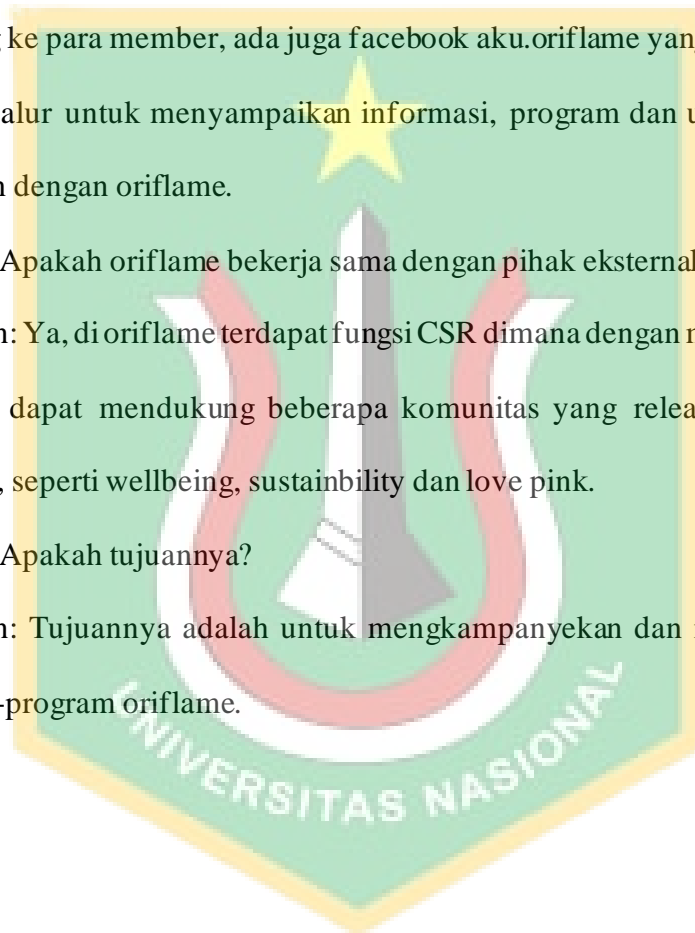 ke para member, ada juga facebook aku.oriflame yan
alur untuk menyampaikan informasi, program dan u
dengan oriflame.
Apakah oriflame bekerja sama dengan pihak eksternal
: Ya, di oriflame terdapat fungsi CSR dimana dengan
dapat mendukung beberapa komunitas yang relea
, seperti wellbeing, sustainbility dan love pink.
Apakah tujuannya?
: Tujuannya adalah untuk mengkampanyekan dan
-program oriflame.
UNIVERSITAS NASIONAL